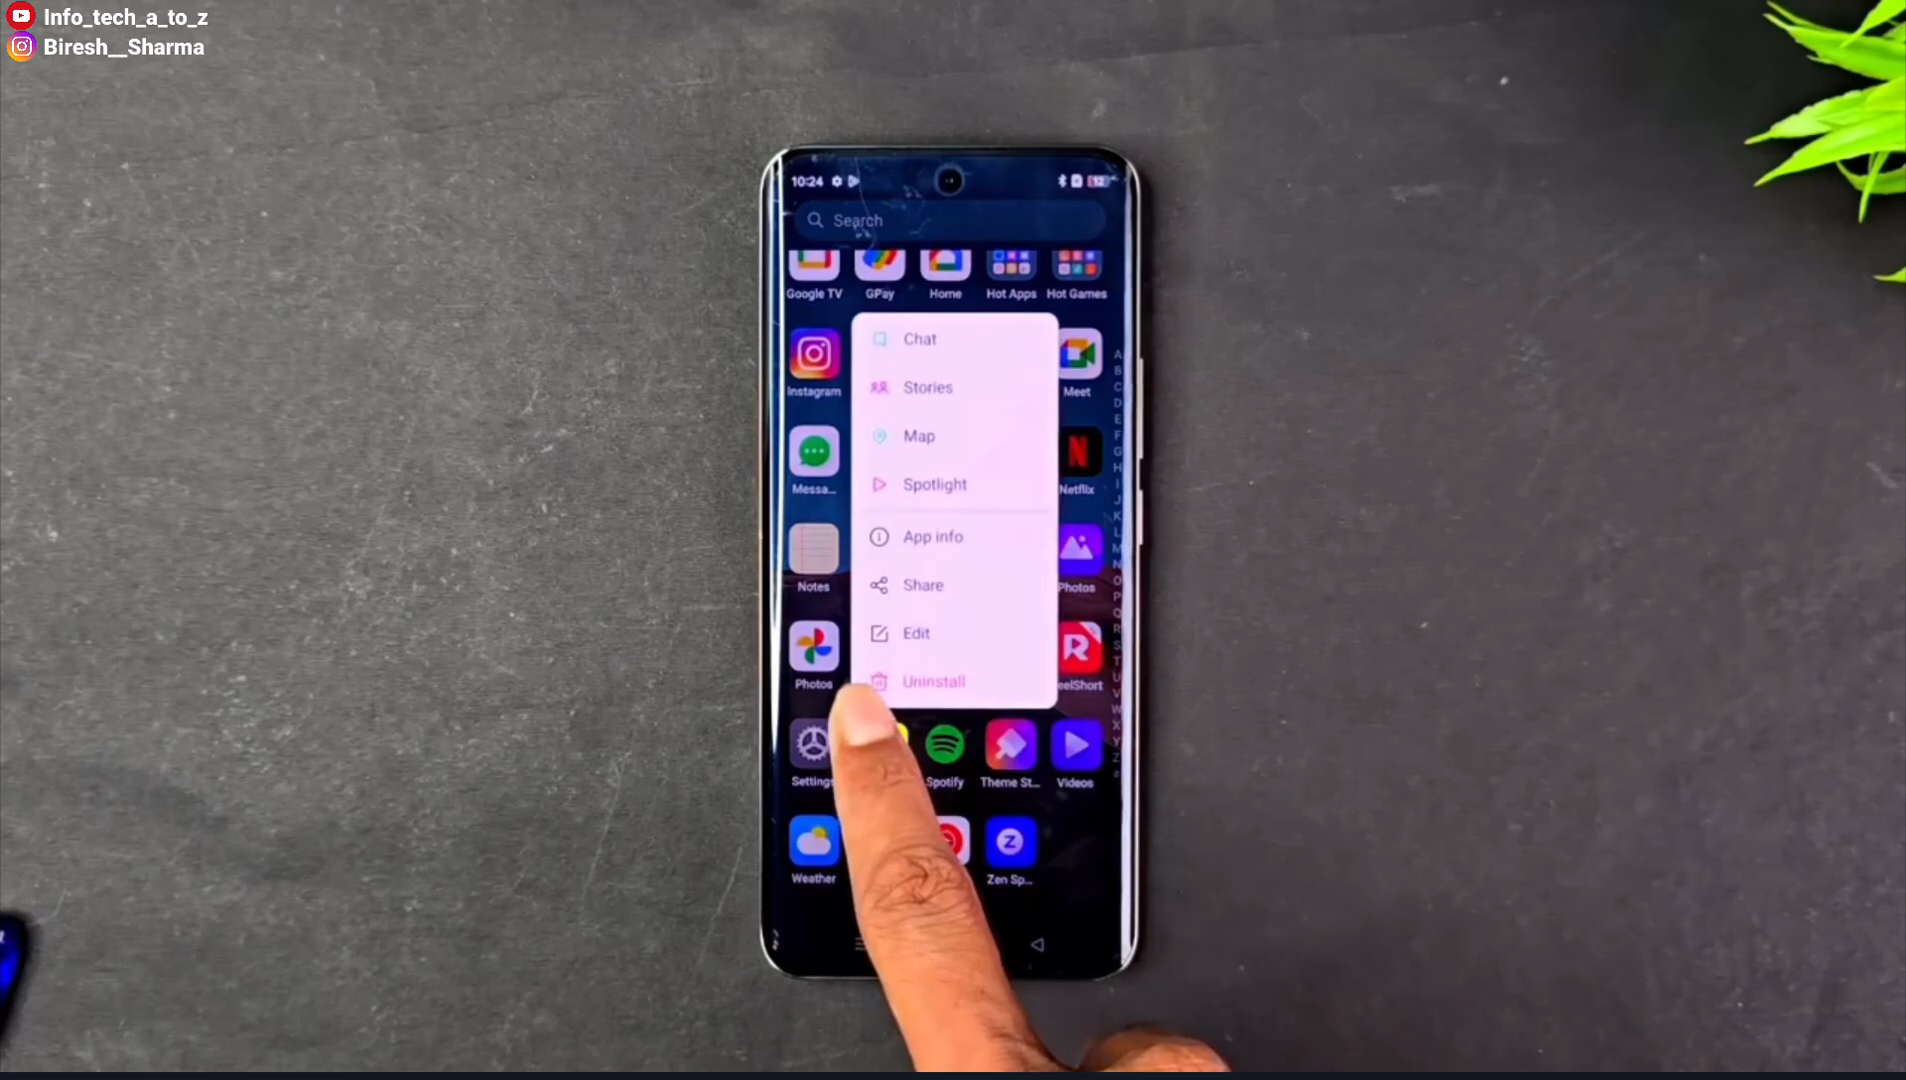 Info_tech_a_to_z
Biresh__Sharma
10:24
12
Search
Google TV GPay Home Hot Apps Hot Games
Chat
Instagram
Meet
Stories
Map
Messa...
Spotlight
Netflix
App info
Notes
Share
Photos
Edit
Photos
Uninstall
eelShort
Settings
Spotify Theme St... Videos
Weather
Zen Sp...
A
B
C
D
E
F
G
H
I
J
K
L
M
N
O
P
Q
R
S
T
U
V
W
X
Y
Z
#